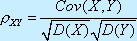 ρ_XY = Cov(X,Y) / (√D(X) √D(Y))